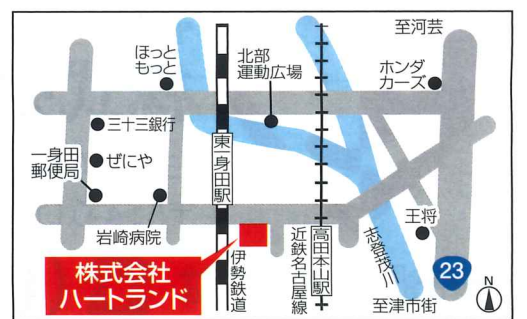 至河芸
ほっと
もっと
北部
運動広場
ホンダ
カーズ
三十三銀行
ぜにや
一身田
郵便局
岩崎病院
東一身田駅
伊勢鉄道
近鉄名古屋線
高田本山駅
志登茂川
王将
株式会社
ハートランド
23
至津市街
N